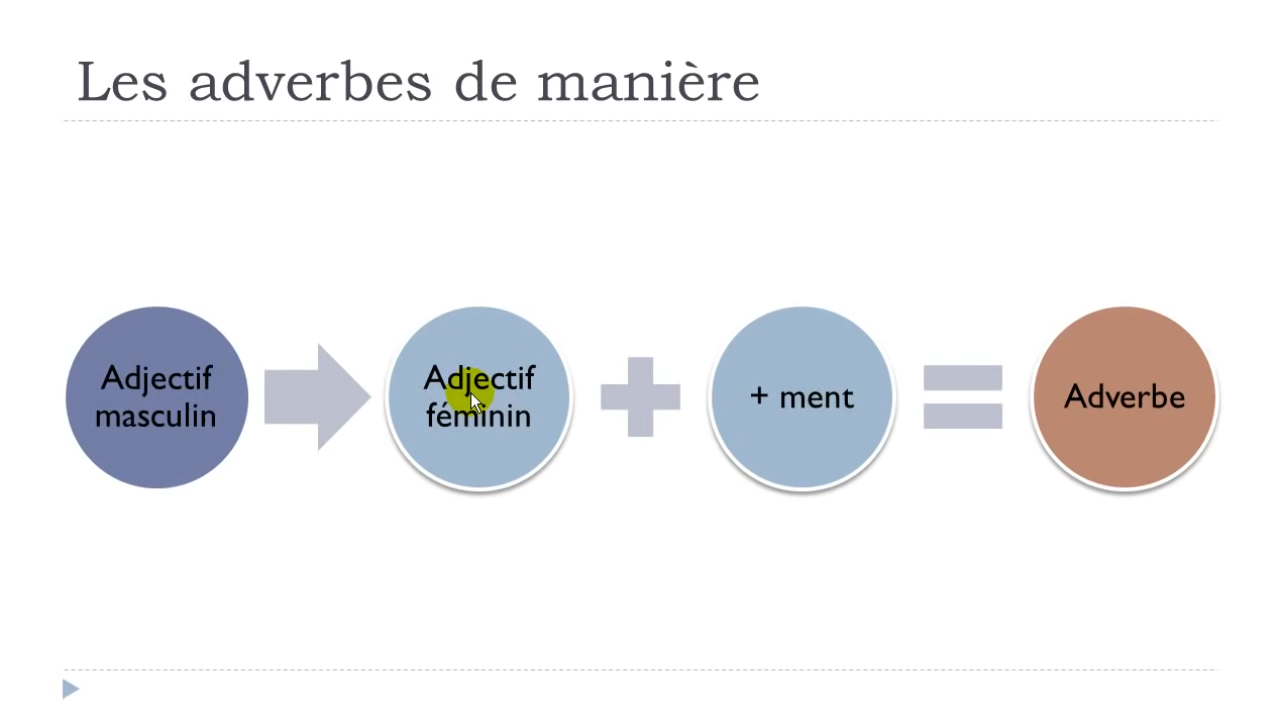 Les adverbes de manière
Adjectif
masculin
Adjectif
féminin
+ ment
Adverbe